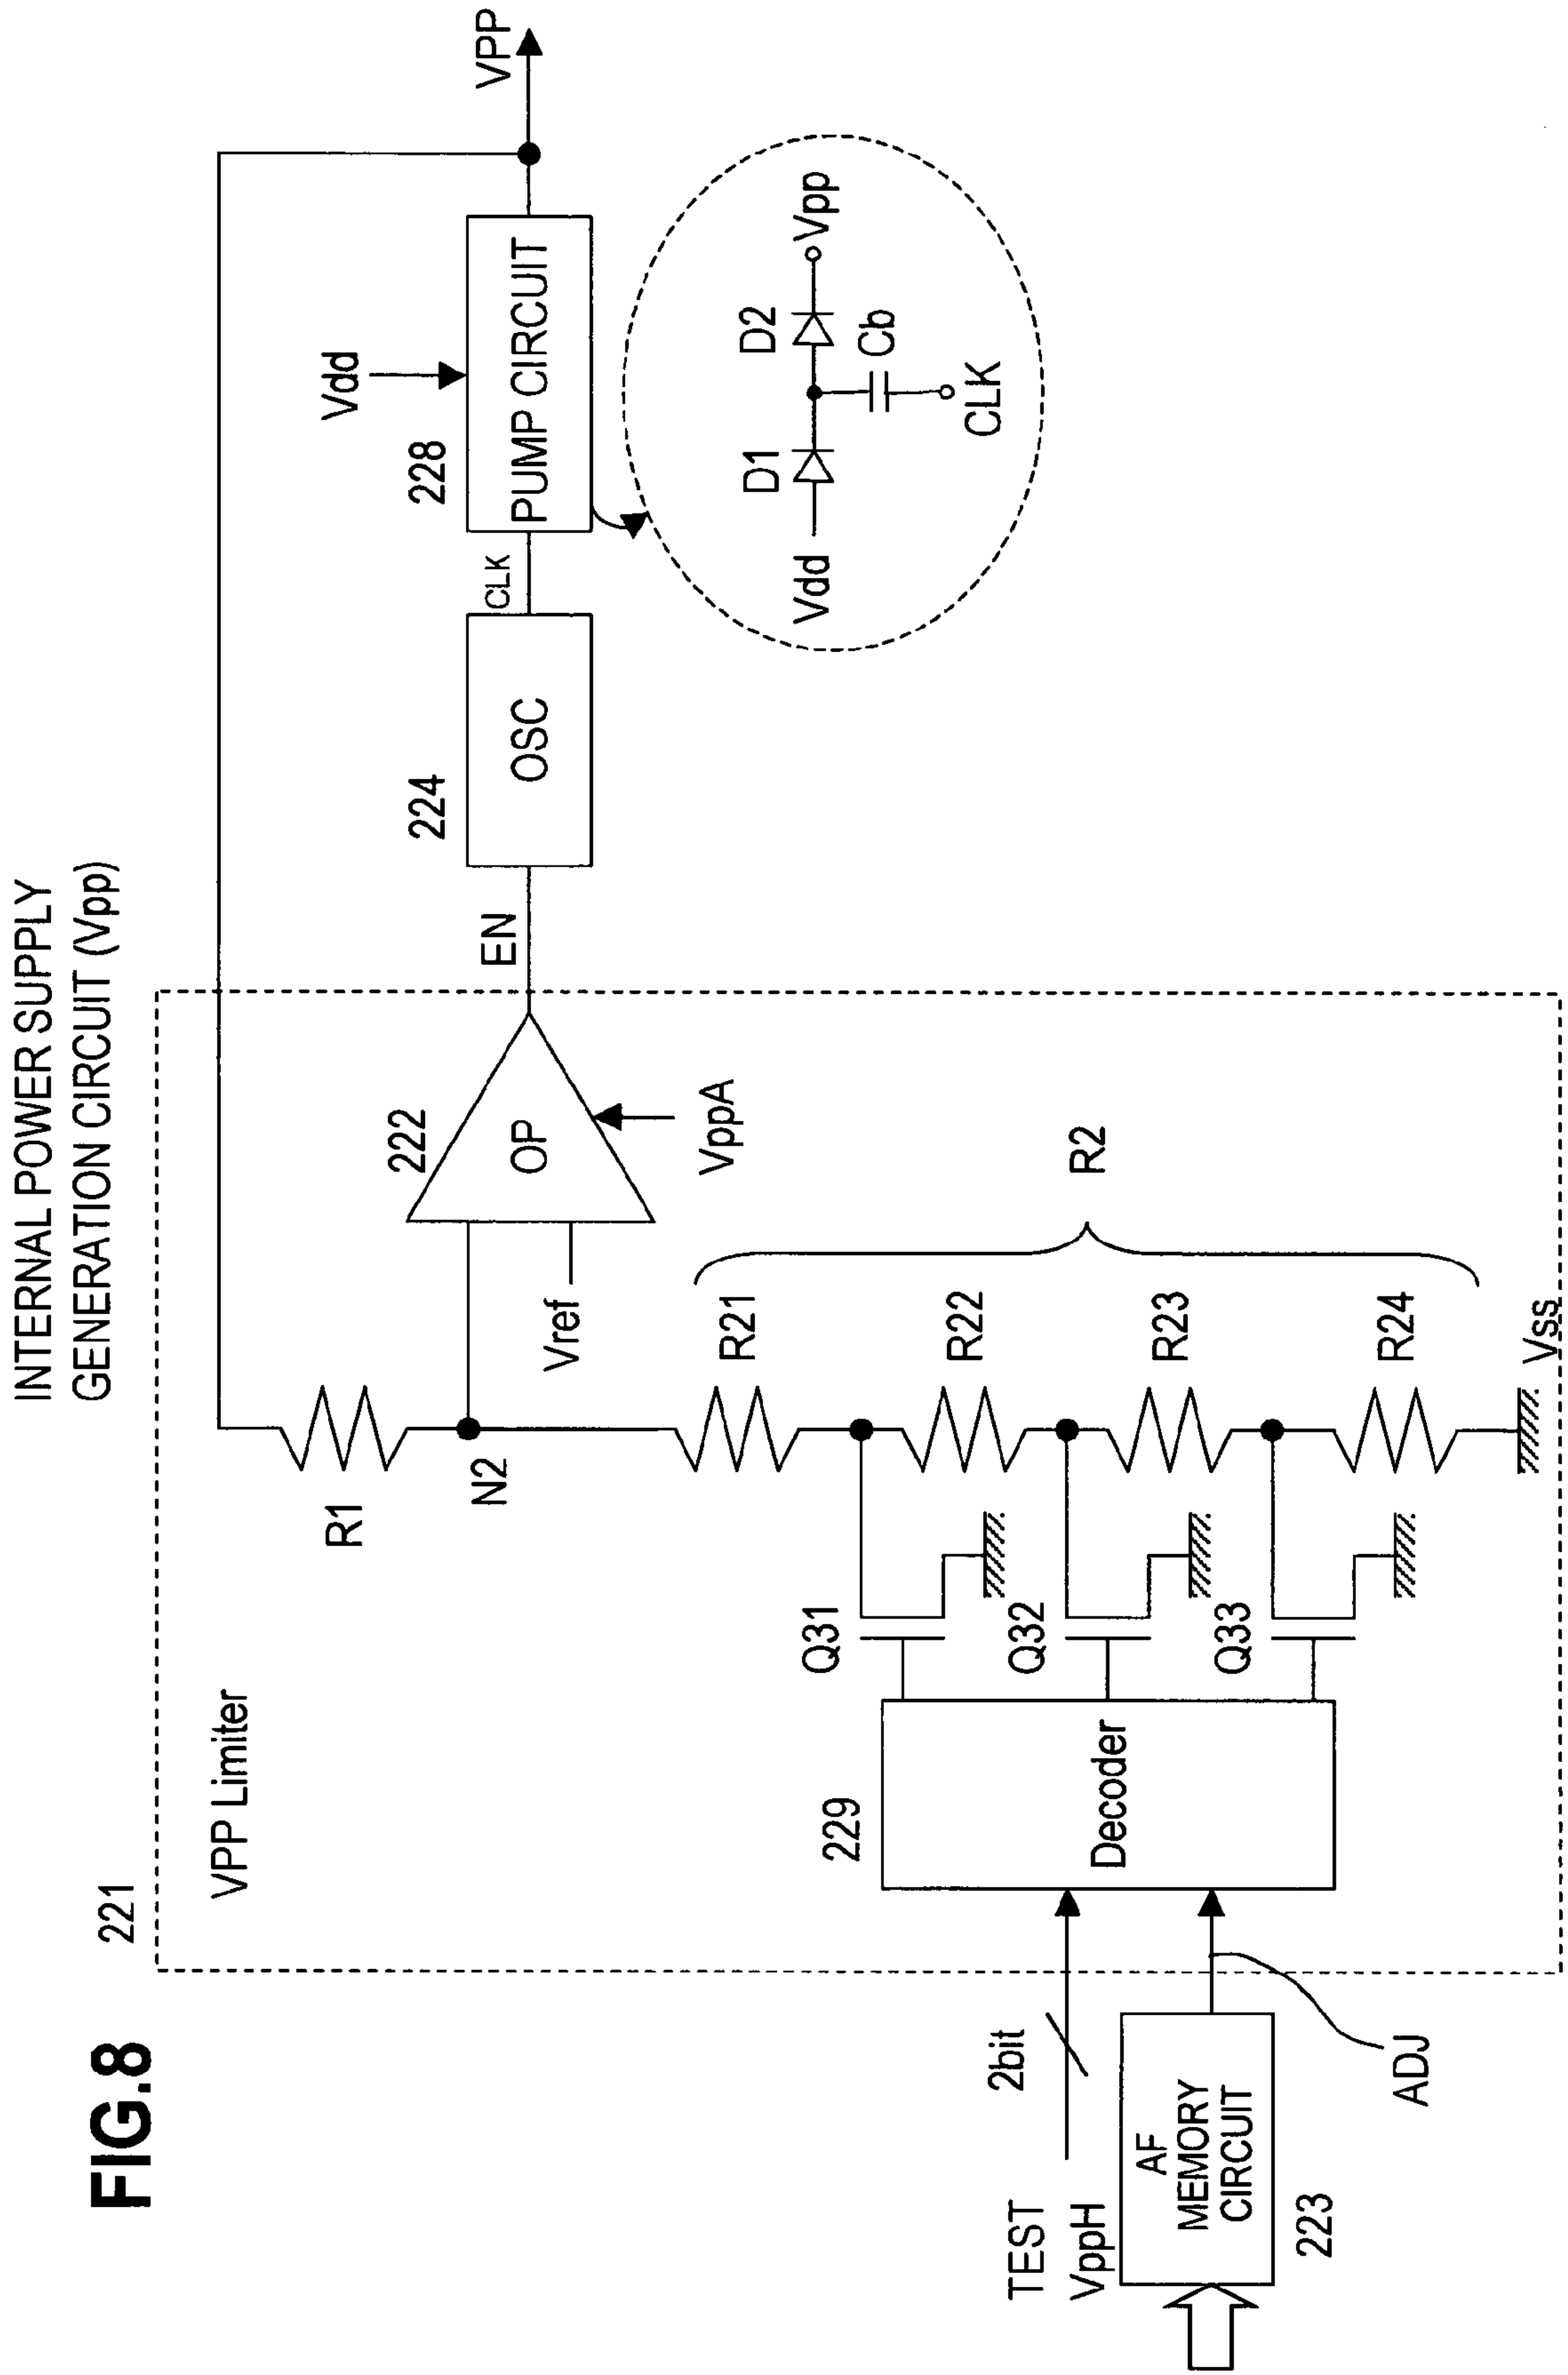 FIG.8
INTERNAL POWER SUPPLY
GENERATION CIRCUIT (Vpp)
221
VPP Limiter
R1
N2
222
OP
Vref
VppA
EN
224
OSC
CLK
228
PUMP CIRCUIT
Vdd
VPP
Vdd
D1
D2
Vpp
Cb
CLK
R21
R22
R23
R24
R2
Vss
Q31
Q32
Q33
229
Decoder
2bit
TEST
VppH
AF
MEMORY
CIRCUIT
223
ADJ